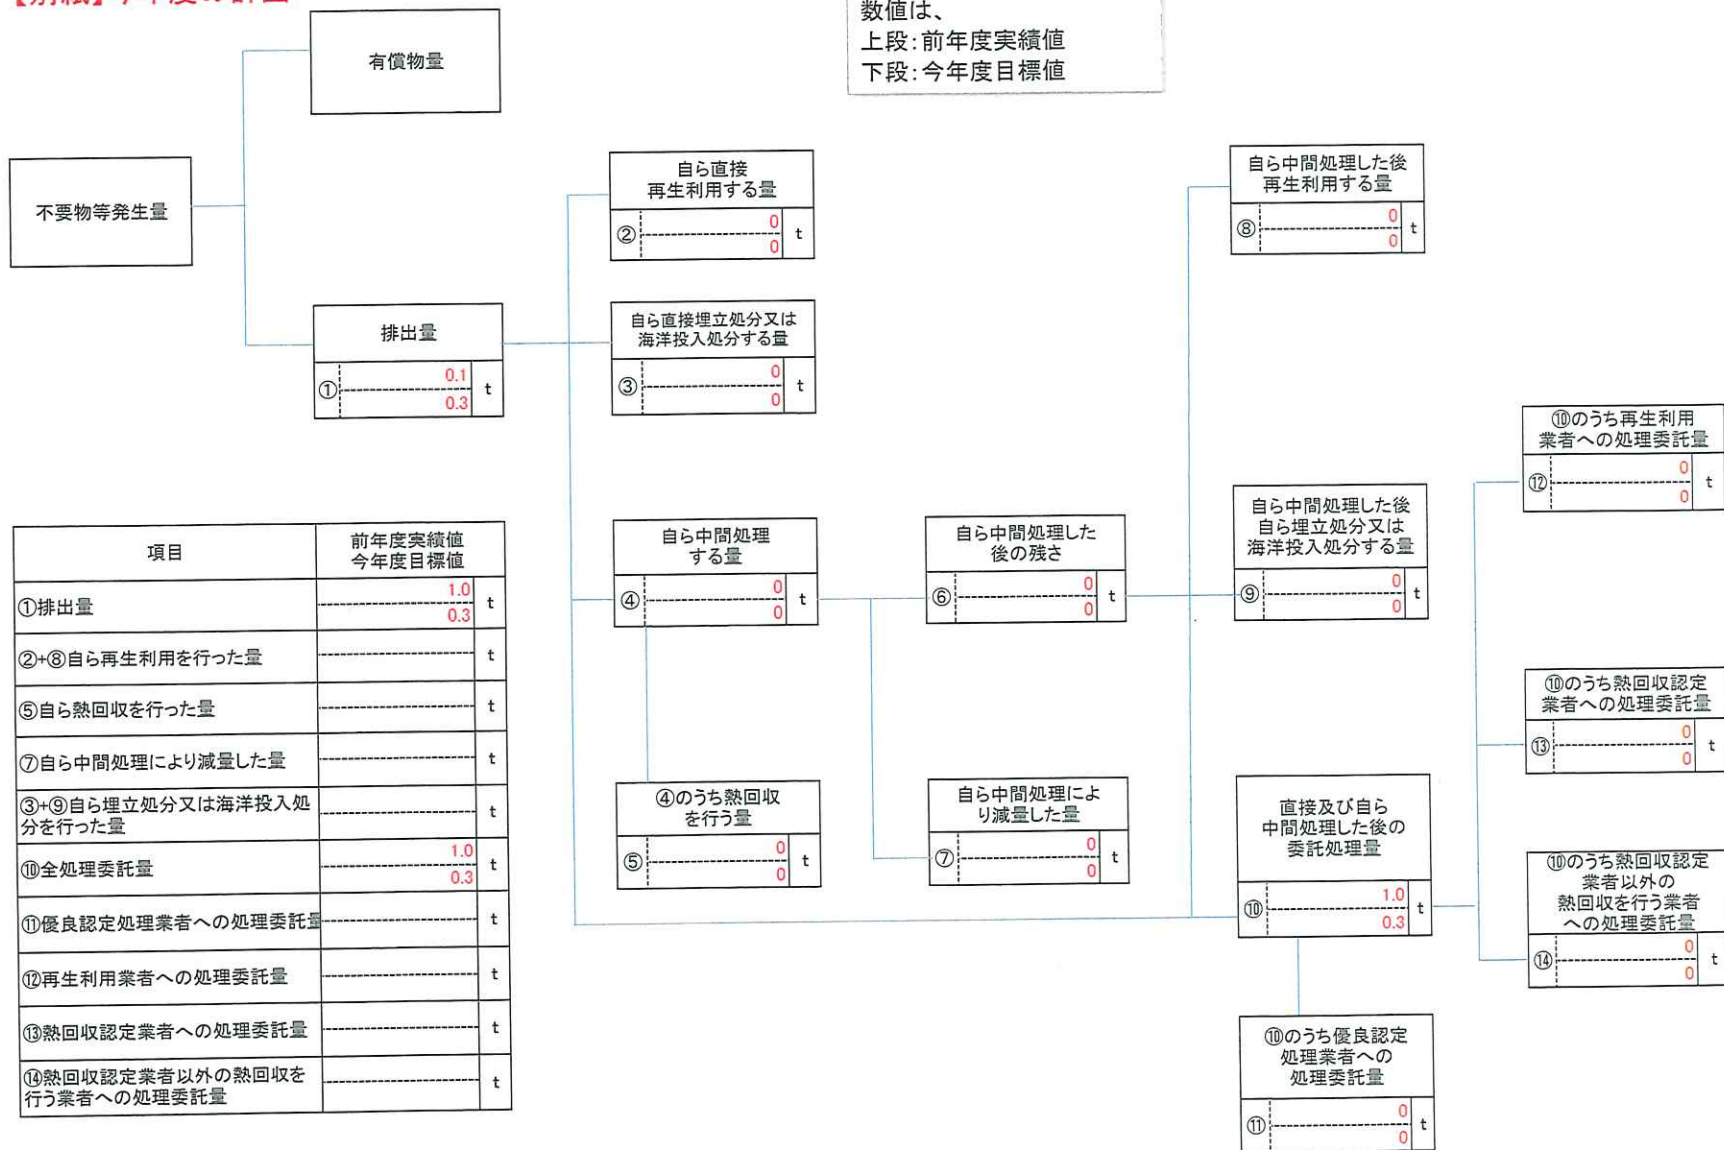 数値は、
上段：前年度実績値
下段：今年度目標値
有償物量
不要物等発生量
排出量
① 0.1 t
0.3
自ら直接
再生利用する量
② 0 t
0
自ら直接埋立処分又は
海洋投入処分する量
③ 0 t
0
自ら中間処理
する量
④ 0 t
0
④のうち熱回収
を行う量
⑤ 0 t
0
自ら中間処理した
後の残さ
⑥ 0 t
0
自ら中間処理によ
り減量した量
⑦ 0 t
0
自ら中間処理した後
再生利用する量
⑧ 0 t
0
自ら中間処理した後
自ら埋立処分又は
海洋投入処分する量
⑨ 0 t
0
直接及び自ら
中間処理した後の
委託処理量
⑩ 1.0 t
0.3
⑩のうち優良認定
処理業者への
処理委託量
⑪ 0 t
0
⑩のうち再生利用
業者への処理委託量
⑫ 0 t
0
⑩のうち熱回収認定
業者への処理委託量
⑬ 0 t
0
⑩のうち熱回収認定
業者以外の
熱回収を行う業者
への処理委託量
⑭ 0 t
0
項目 前年度実績値
今年度目標値
①排出量 1.0 t
0.3
②+⑧自ら再生利用を行った量 t
⑤自ら熱回収を行った量 t
⑦自ら中間処理により減量した量 t
③+⑨自ら埋立処分又は海洋投入処
分を行った量 t
⑩全処理委託量 1.0 t
0.3
⑪優良認定処理業者への処理委託量 t
⑫再生利用業者への処理委託量 t
⑬熱回収認定業者への処理委託量 t
⑭熱回収認定業者以外の熱回収を
行う業者への処理委託量 t